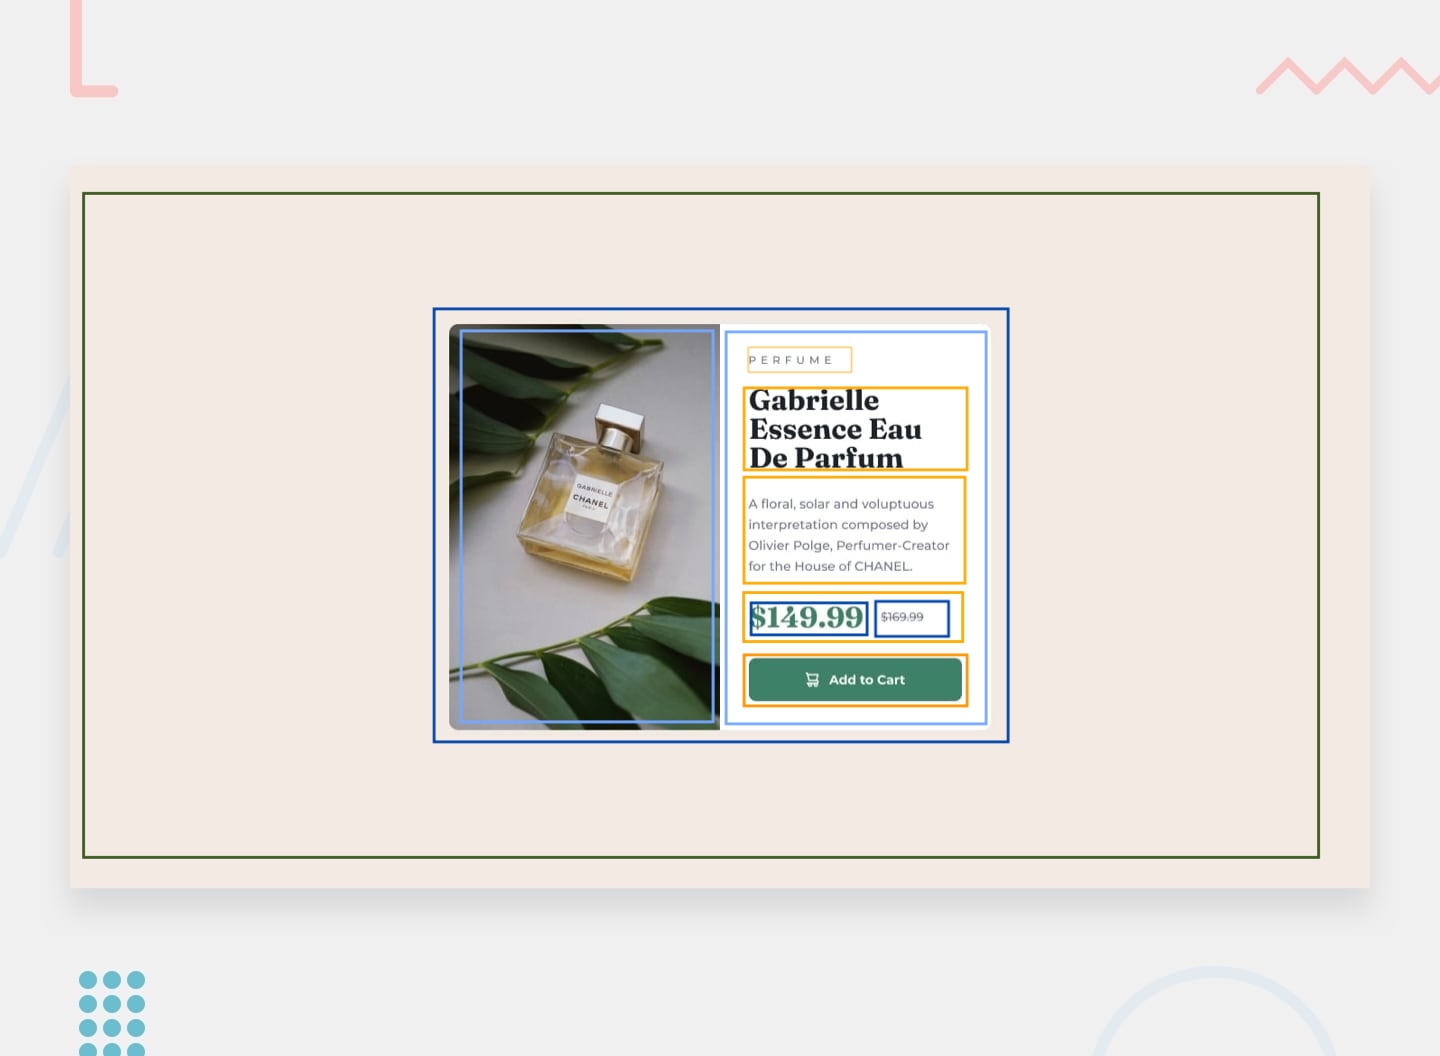 GABRIELLE
CHANEL
PARIS
PERFUME
Gabrielle
Essence Eau
De Parfum
A floral, solar and voluptuous
interpretation composed by
Olivier Polge, Perfumer-Creator
for the House of CHANEL.
$149.99 $169.99
Add to Cart